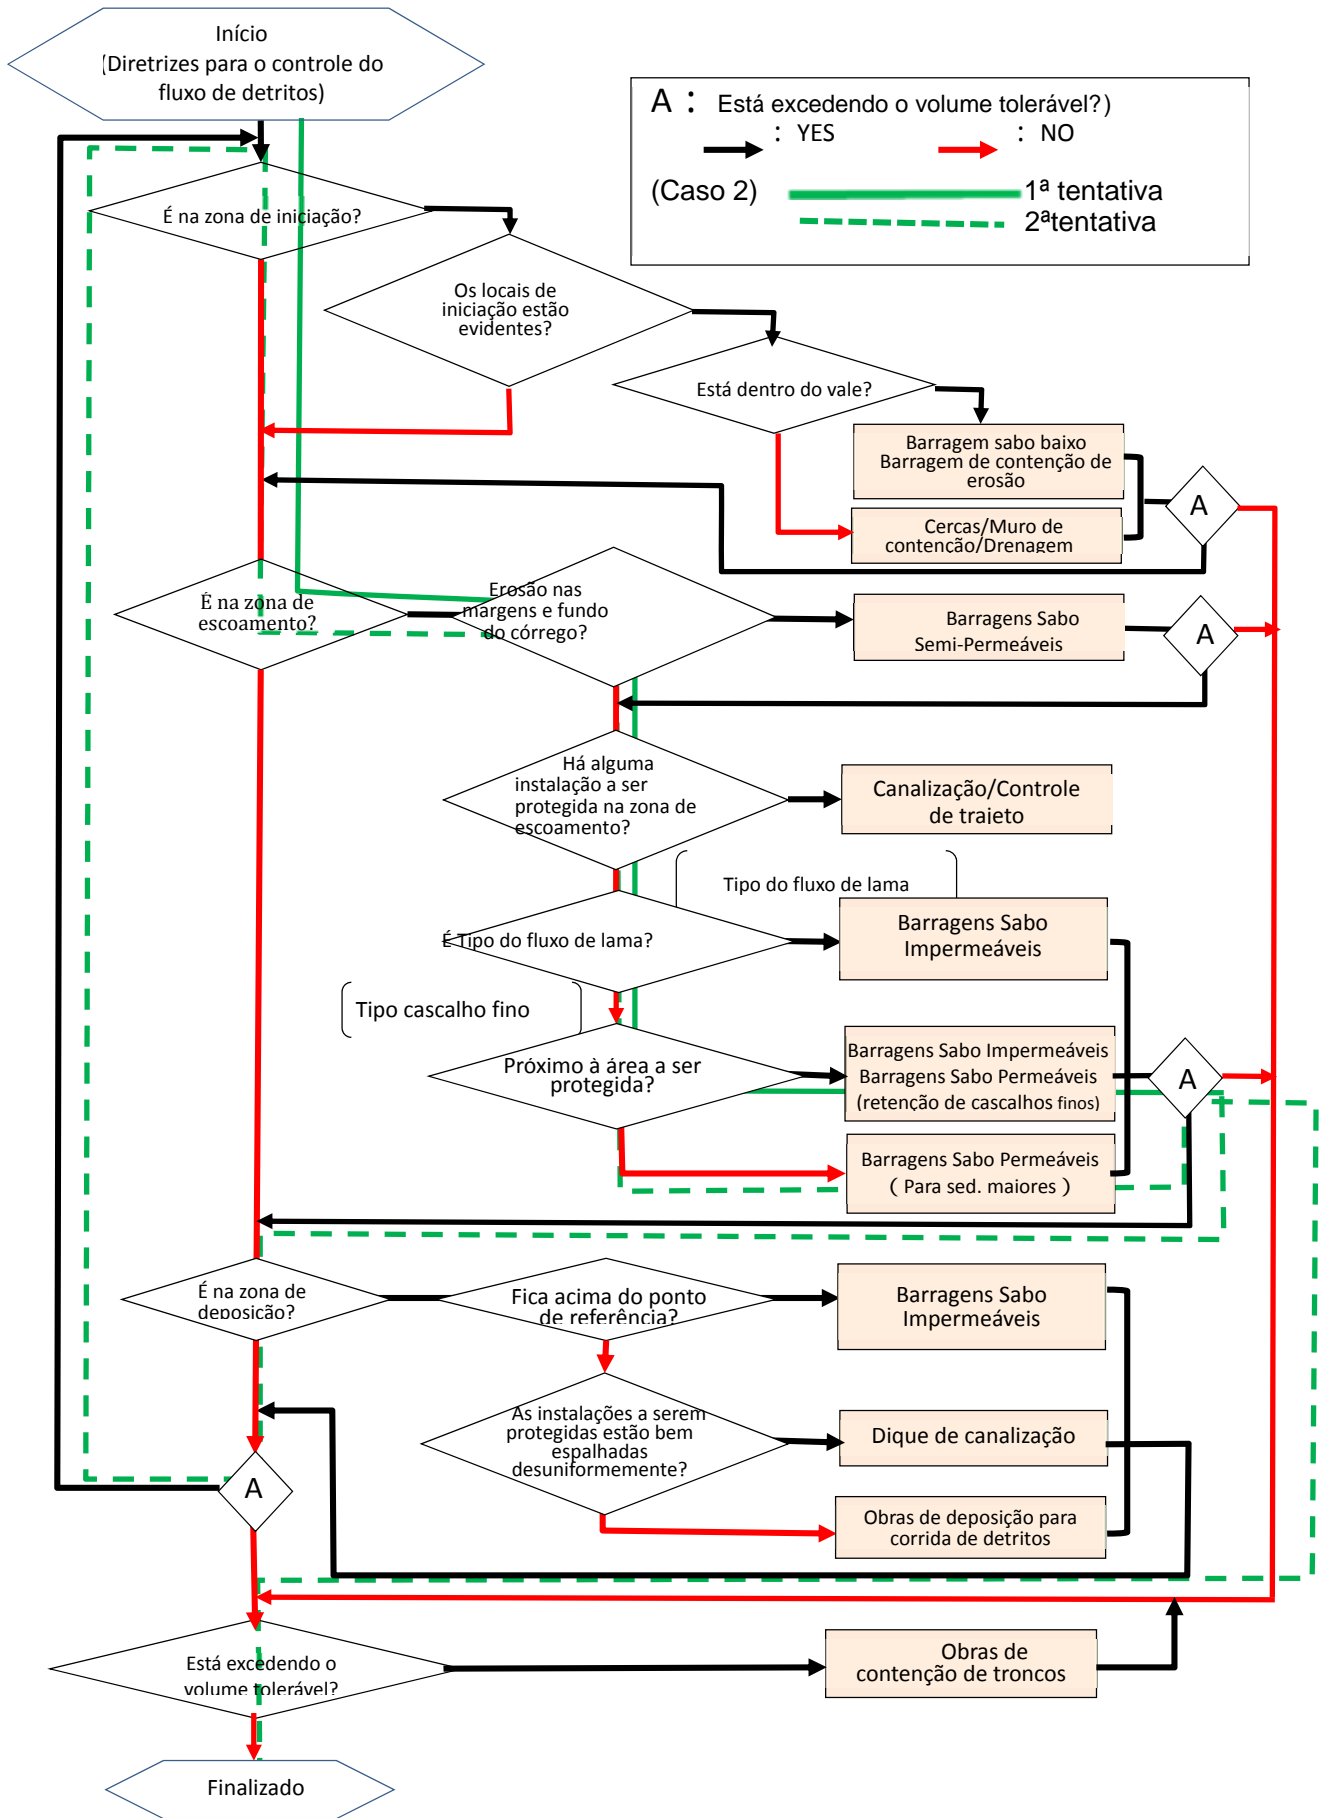 Início
(Diretrizes para o controle do
fluxo de detritos)
A : Está excedendo o volume tolerável?)
: YES : NO
(Caso 2) 1ª tentativa
2ªtentativa
É na zona de iniciação?
Os locais de
iniciação estão
evidentes?
Está dentro do vale?
Barragem sabo baixo
Barragem de contenção de
erosão
Cercas/Muro de
contenção/Drenagem
A
É na zona de
escoamento?
Erosão nas
margens e fundo
do córrego?
Barragens Sabo
Semi-Permeáveis
A
Há alguma
instalação a ser
protegida na zona de
escoamento?
Canalização/Controle
de trajeto
Tipo do fluxo de lama
É Tipo do fluxo de lama?
Barragens Sabo
Impermeáveis
Tipo cascalho fino
Próximo à área a ser
protegida?
Barragens Sabo Impermeáveis
Barragens Sabo Permeáveis
(retenção de cascalhos finos)
A
Barragens Sabo Permeáveis
( Para sed. maiores )
É na zona de
deposição?
Fica acima do ponto
de referência?
Barragens Sabo
Impermeáveis
As instalações a serem
protegidas estão bem
espalhadas
desuniformemente?
Dique de canalização
A
Obras de deposição para
corrida de detritos
Está excedendo o
volume tolerável?
Obras de
contenção de troncos
Finalizado